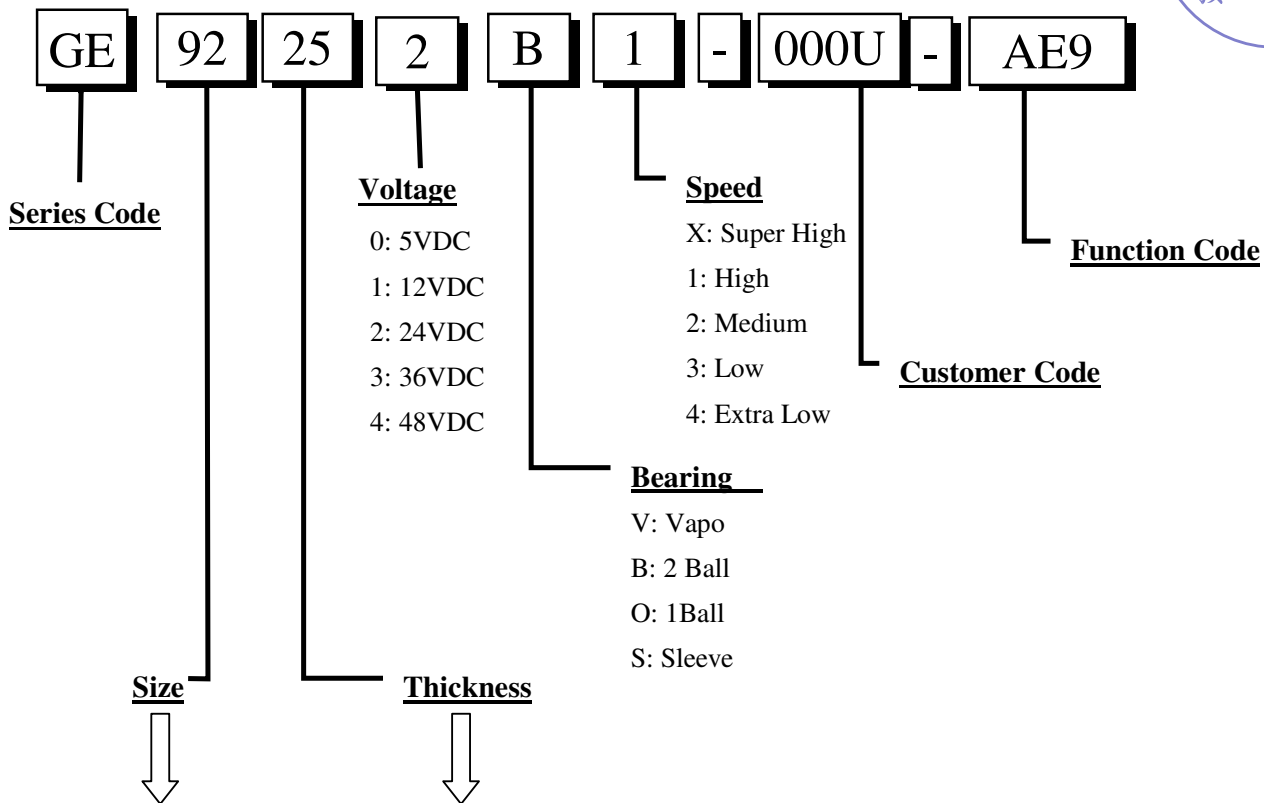 GE 92 25 2 B 1 - 000U - AE9
Series Code
Voltage
0: 5VDC
1: 12VDC
2: 24VDC
3: 36VDC
4: 48VDC
Speed
X: Super High
1: High
2: Medium
3: Low
4: Extra Low
Function Code
Customer Code
Bearing
V: Vapo
B: 2 Ball
O: 1Ball
S: Sleeve
Size
Thickness